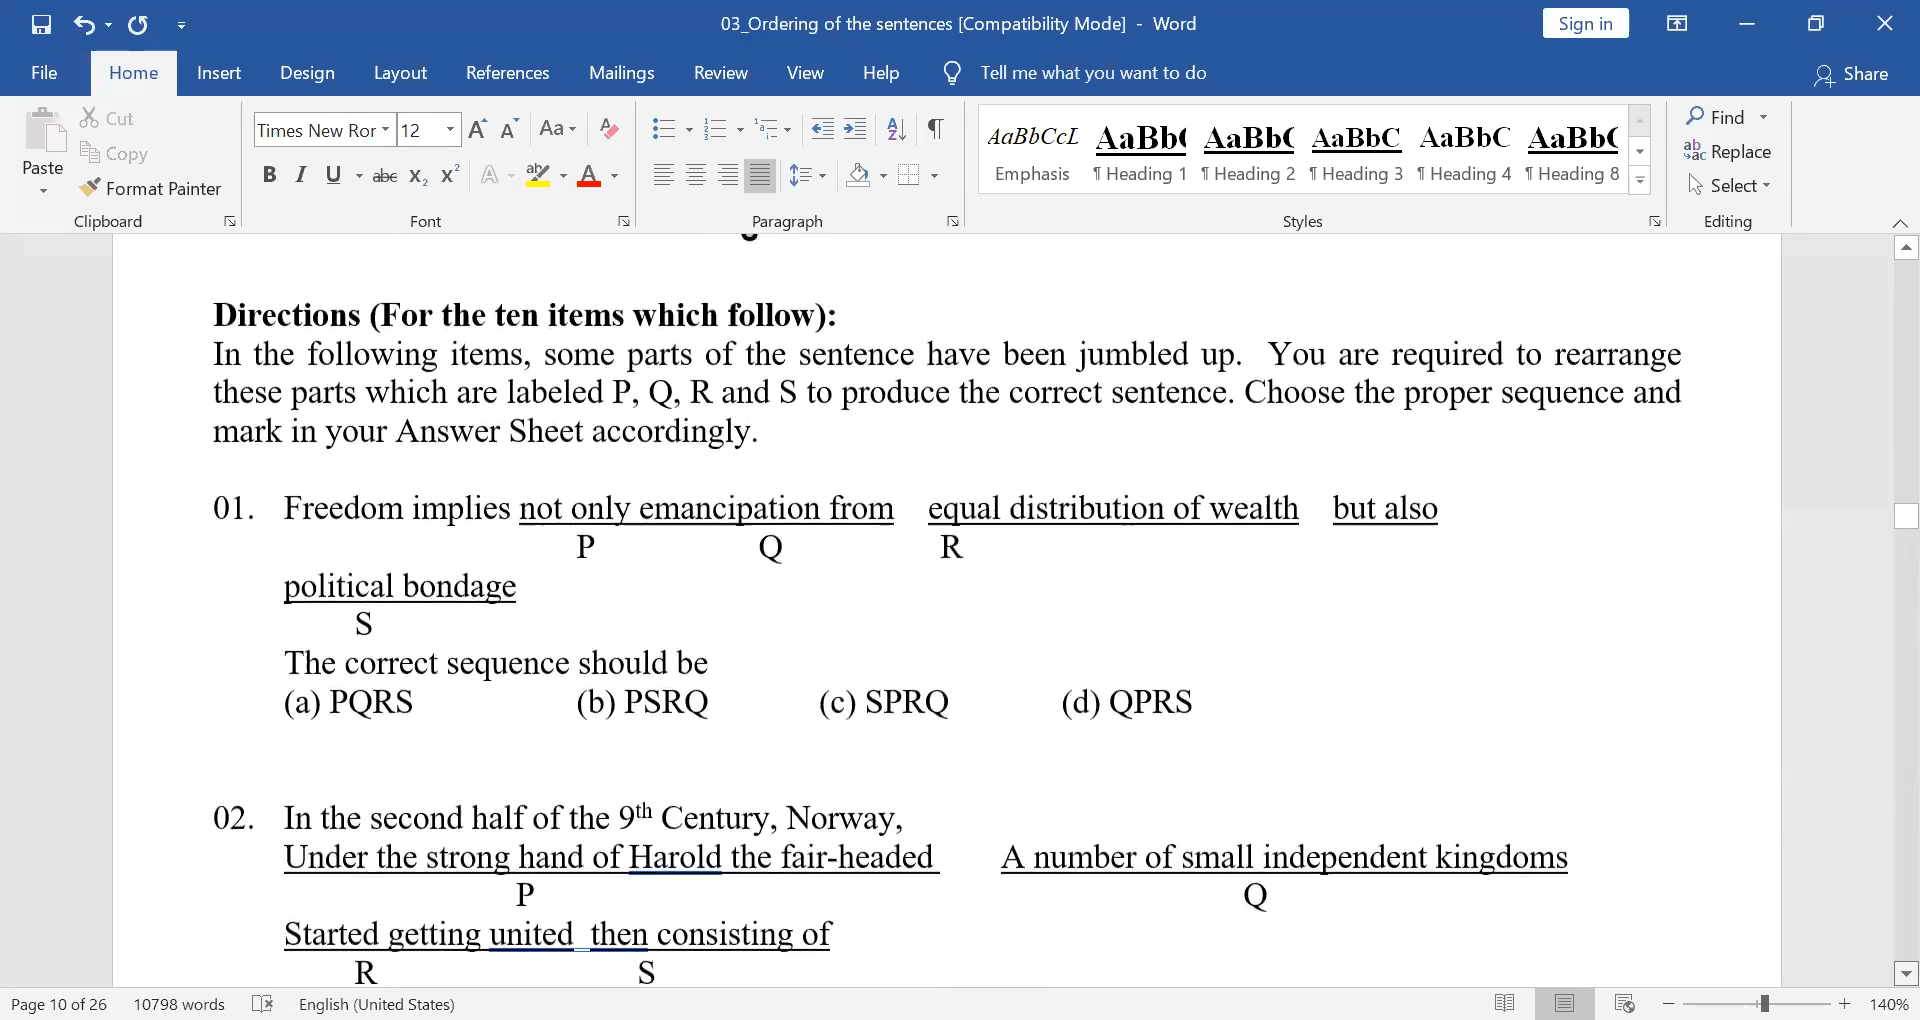 03_Ordering of the sentences [Compatibility Mode] - Word
Sign in
File Home Insert Design Layout References Mailings Review View Help Tell me what you want to do Share
Paste
Cut
Copy
Format Painter
Clipboard
Times New Ror 12
Font
Paragraph
AaBbCcL AaBb( AaBbC AaBbC AaBbC AaBbC
Emphasis ¶ Heading 1 ¶ Heading 2 ¶ Heading 3 ¶ Heading 4 ¶ Heading 8
Styles
Find
Replace
Select
Editing
Directions (For the ten items which follow):
In the following items, some parts of the sentence have been jumbled up. You are required to rearrange
these parts which are labeled P, Q, R and S to produce the correct sentence. Choose the proper sequence and
mark in your Answer Sheet accordingly.
01. Freedom implies not only emancipation from equal distribution of wealth but also
P Q R
political bondage
S
The correct sequence should be
(a) PQRS (b) PSRQ (c) SPRQ (d) QPRS
02. In the second half of the 9th Century, Norway,
Under the strong hand of Harold the fair-headed A number of small independent kingdoms
P Q
Started getting united then consisting of
R S
Page 10 of 26 10798 words English (United States) 140%